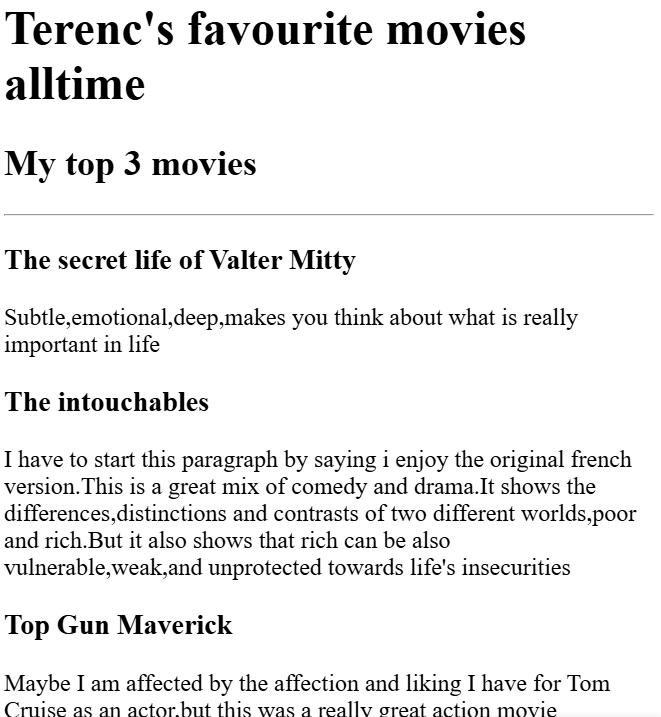 Terenc's favourite movies
alltime
My top 3 movies
The secret life of Valter Mitty
Subtle,emotional,deep,makes you think about what is really
important in life
The intouchables
I have to start this paragraph by saying i enjoy the original french
version.This is a great mix of comedy and drama.It shows the
differences,distinctions and contrasts of two different worlds,poor
and rich.But it also shows that rich can be also
vulnerable,weak,and unprotected towards life's insecurities
Top Gun Maverick
Maybe I am affected by the affection and liking I have for Tom
Cruise as an actor,but this was a really great action movie